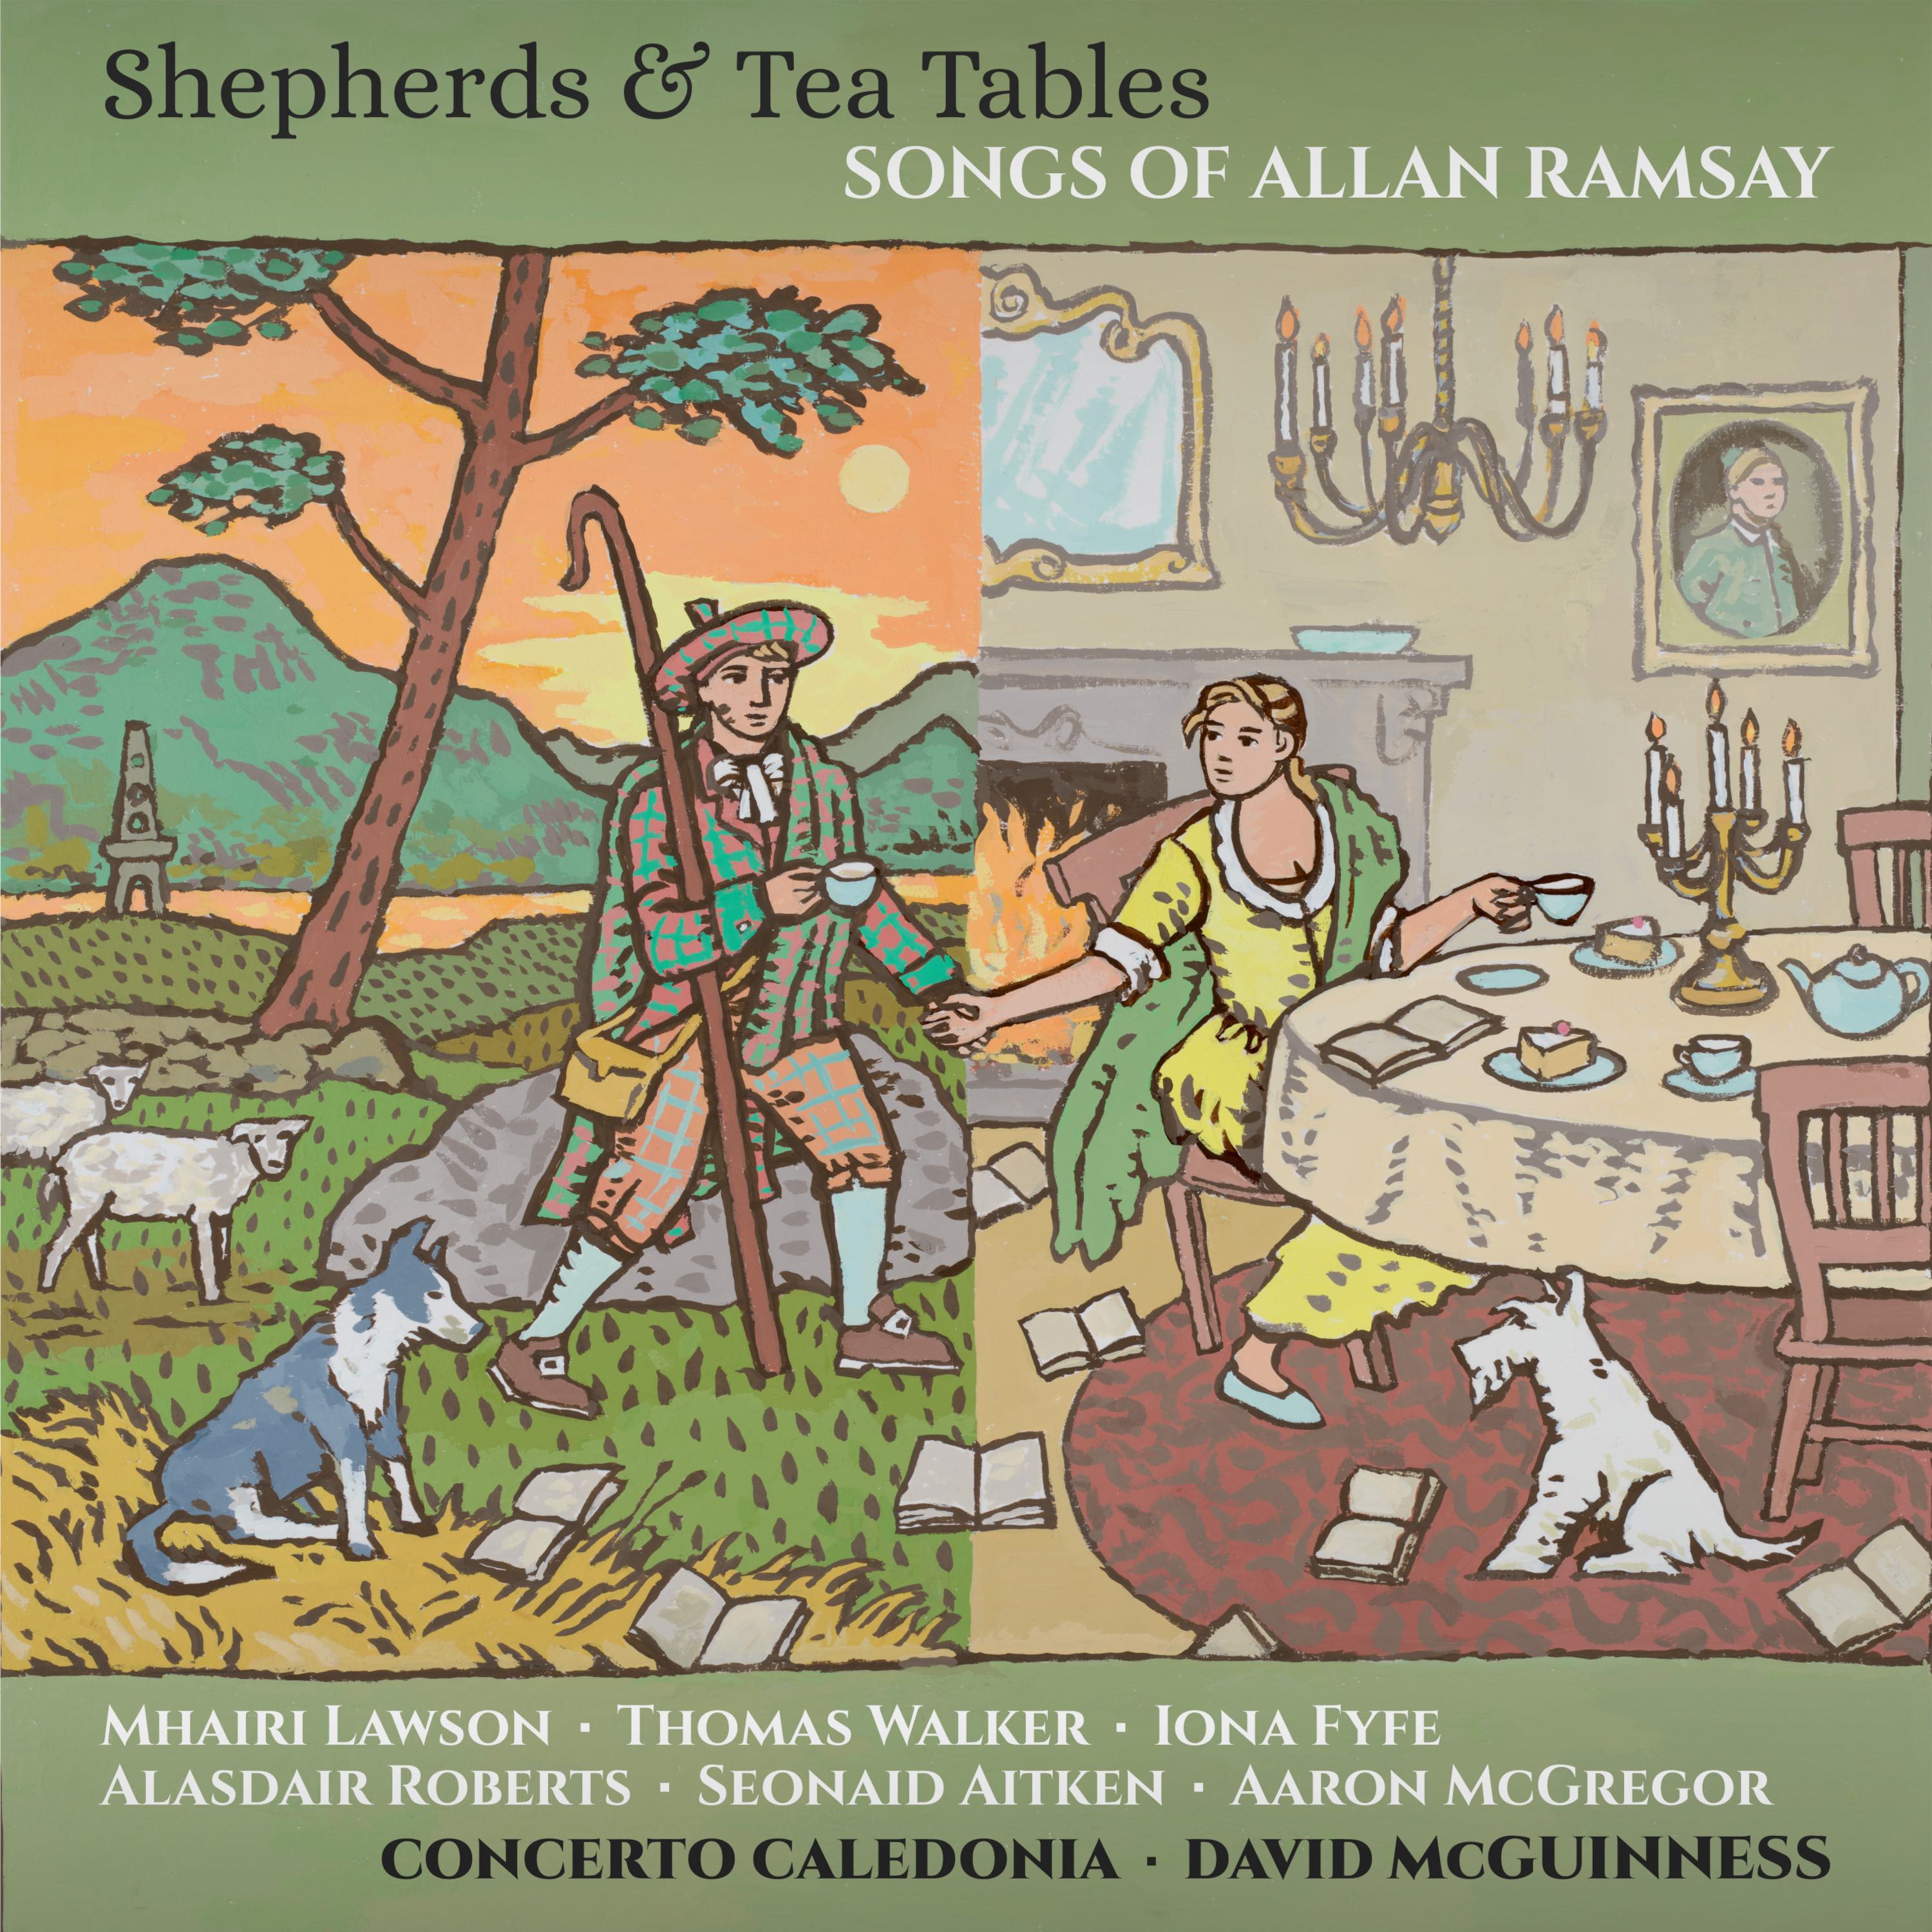 Shepherds & Tea Tables
SONGS OF ALLAN RAMSAY
MHAIRI LAWSON · THOMAS WALKER · IONA FYFE
ALASDAIR ROBERTS · SEONAID AITKEN · AARON MCGREGOR
CONCERTO CALEDONIA · DAVID MCGUINNESS